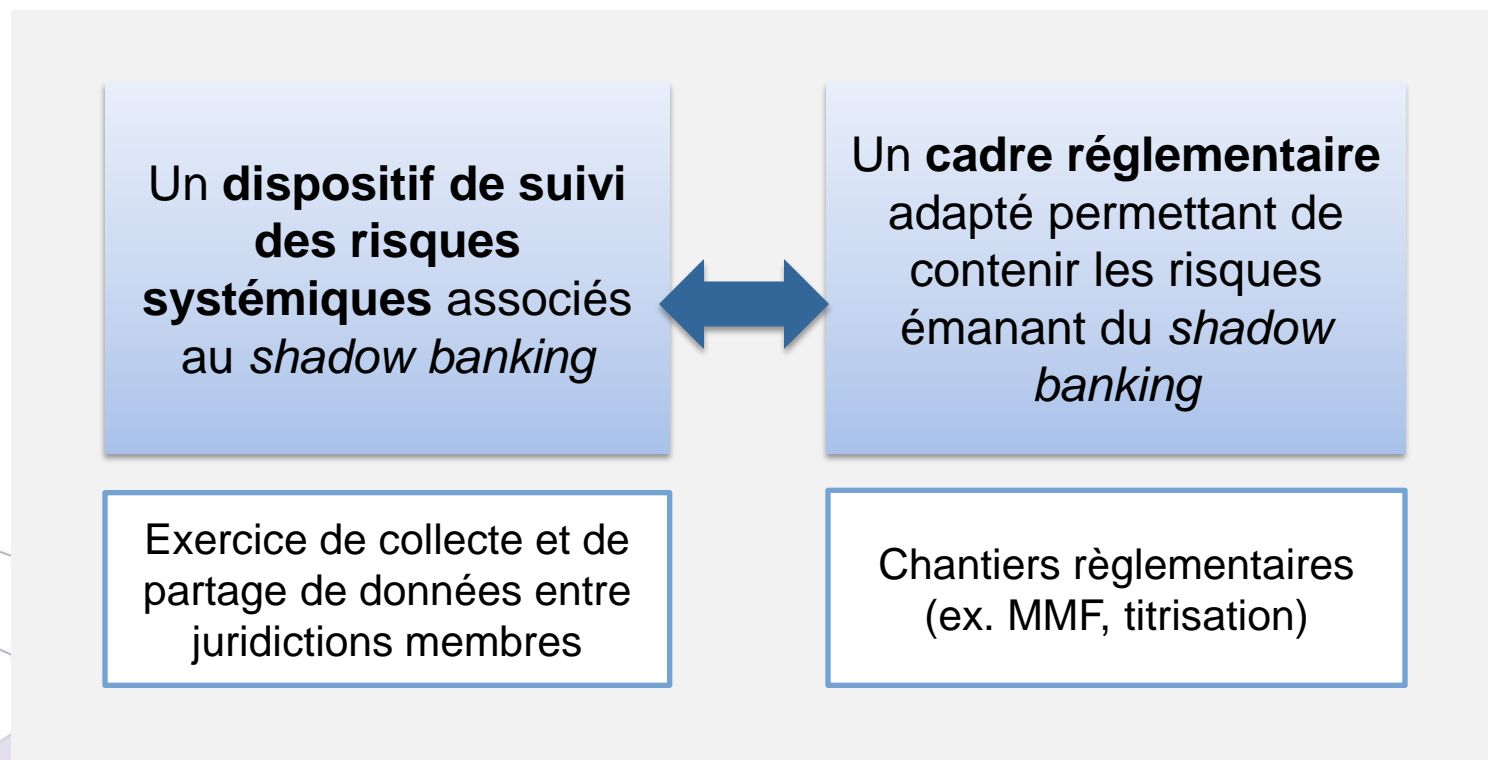 Un dispositif de suivi
des risques
systémiques associés
au shadow banking
Un cadre réglementaire
adapté permettant de
contenir les risques
émanant du shadow
banking
Exercice de collecte et de
partage de données entre
juridictions membres
Chantiers règlementaires
(ex. MMF, titrisation)